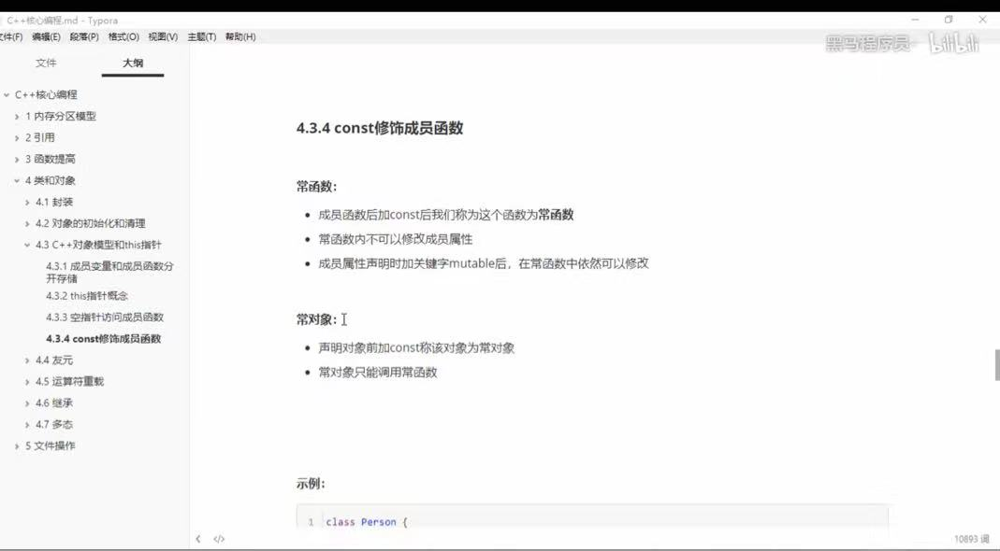 C++核心编程.md - Typora
文件(F) 编辑(E) 段落(P) 格式(O) 视图(V) 主题(T) 帮助(H)
黑马程序员 bilibili
文件 大纲
C++核心编程
1 内存分区模型
2 引用
3 函数提高
4 类和对象
4.1 封装
4.2 对象的初始化和清理
4.3 C++对象模型和this指针
4.3.1 成员变量和成员函数分
开存储
4.3.2 this指针概念
4.3.3 空指针访问成员函数
4.3.4 const修饰成员函数
4.4 友元
4.5 运算符重载
4.6 继承
4.7 多态
5 文件操作
4.3.4 const修饰成员函数
常函数：
成员函数后加const后我们称为这个函数为常函数
常函数内不可以修改成员属性
成员属性声明时加关键字mutable后，在常函数中依然可以修改
常对象：
声明对象前加const称该对象为常对象
常对象只能调用常函数
示例：
1 class Person {
10893 词